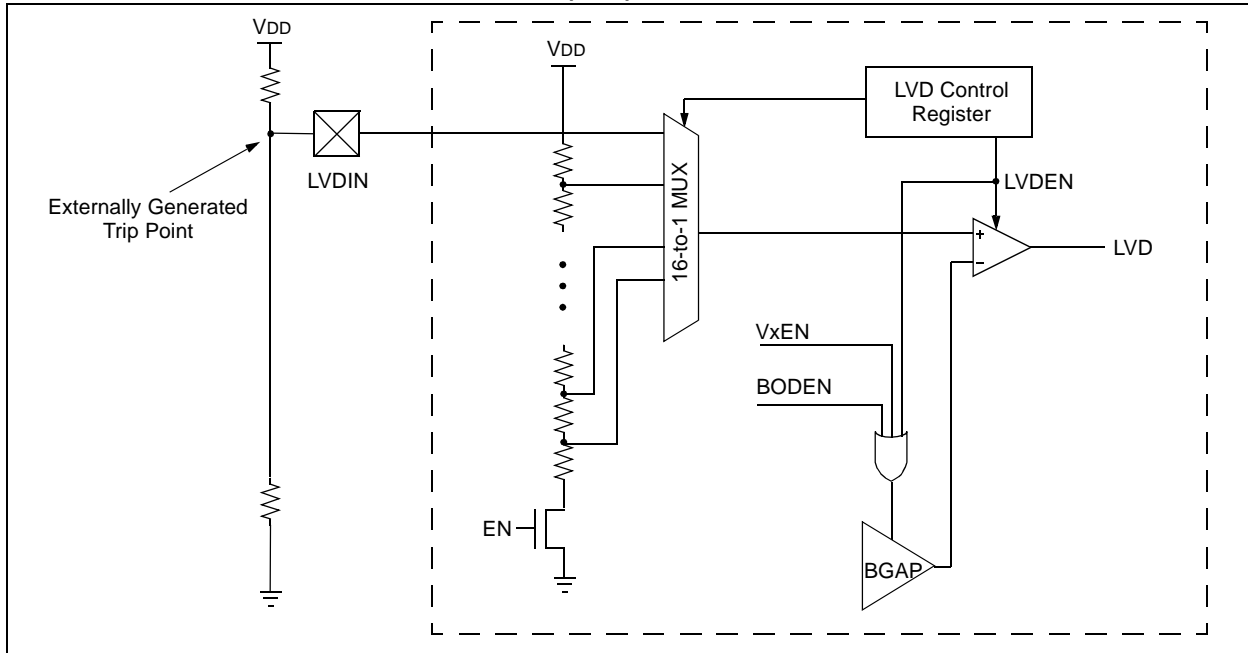 VDD
VDD
LVD Control
Register
LVDIN
16-to-1 MUX
LVDEN
Externally Generated
Trip Point
+
–
LVD
VxEN
BODEN
EN
BGAP